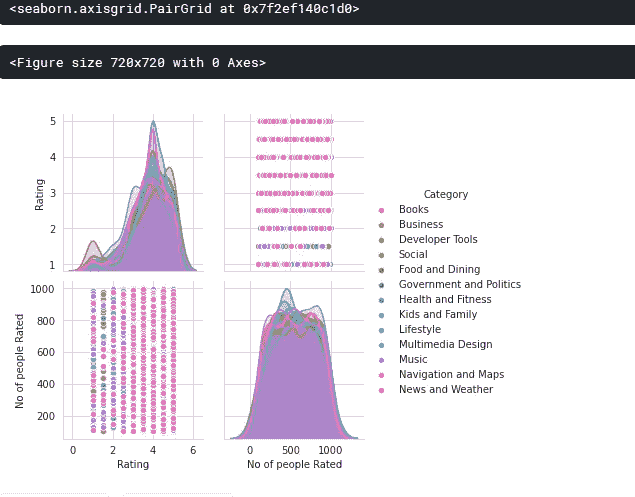 <seaborn.axisgrid.PairGrid at 0x7f2ef140c1d0>
<Figure size 720x720 with 0 Axes>
5
4
3
2
1
Rating
1000
800
600
400
200
No of people Rated
0 2 4 6
Rating
0 500 1000
No of people Rated
Category
Books
Business
Developer Tools
Social
Food and Dining
Government and Politics
Health and Fitness
Kids and Family
Lifestyle
Multimedia Design
Music
Navigation and Maps
News and Weather